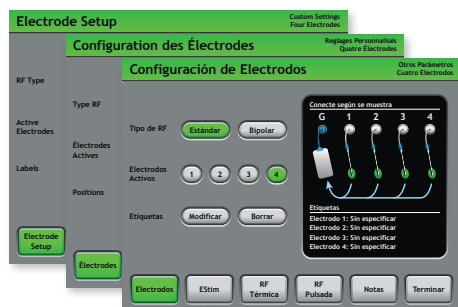 Electrode Setup
Custom Settings
Four Electrodes
RF Type
Active
Electrodes
Labels
Electrode
Setup
Configuration des Électrodes
Reglages Personnalisés
Quatre Électrodes
Type RF
Électrodes
Actives
Positions
Électrodes
Configuración de Electrodos
Otros Parámetros
Cuatro Electrodos
Tipo de RF
Estándar
Bipolar
Electrodos
Activos
1 2 3 4
Etiquetas
Modificar
Borrar
Conecte según se muestra
G 1 2 3 4
Etiquetas
Electrodo 1: Sin especificar
Electrodo 2: Sin especificar
Electrodo 3: Sin especificar
Electrodo 4: Sin especificar
Electrodos
EStim
RF
Térmica
RF
Pulsada
Notas
Terminar